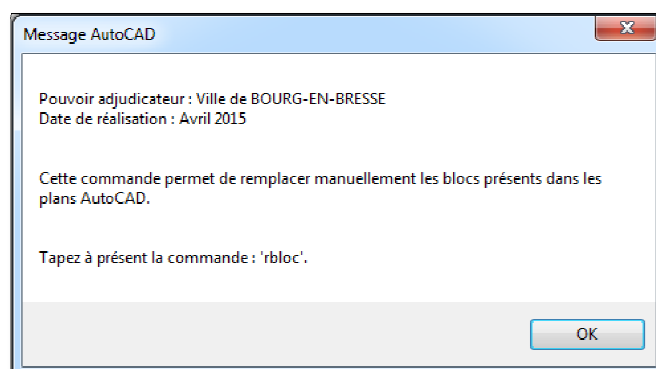 Message AutoCAD
Pouvoir adjudicateur : Ville de BOURG-EN-BRESSE
Date de réalisation : Avril 2015
Cette commande permet de remplacer manuellement les blocs présents dans les
plans AutoCAD.
Tapez à présent la commande : 'rbloc'.
OK